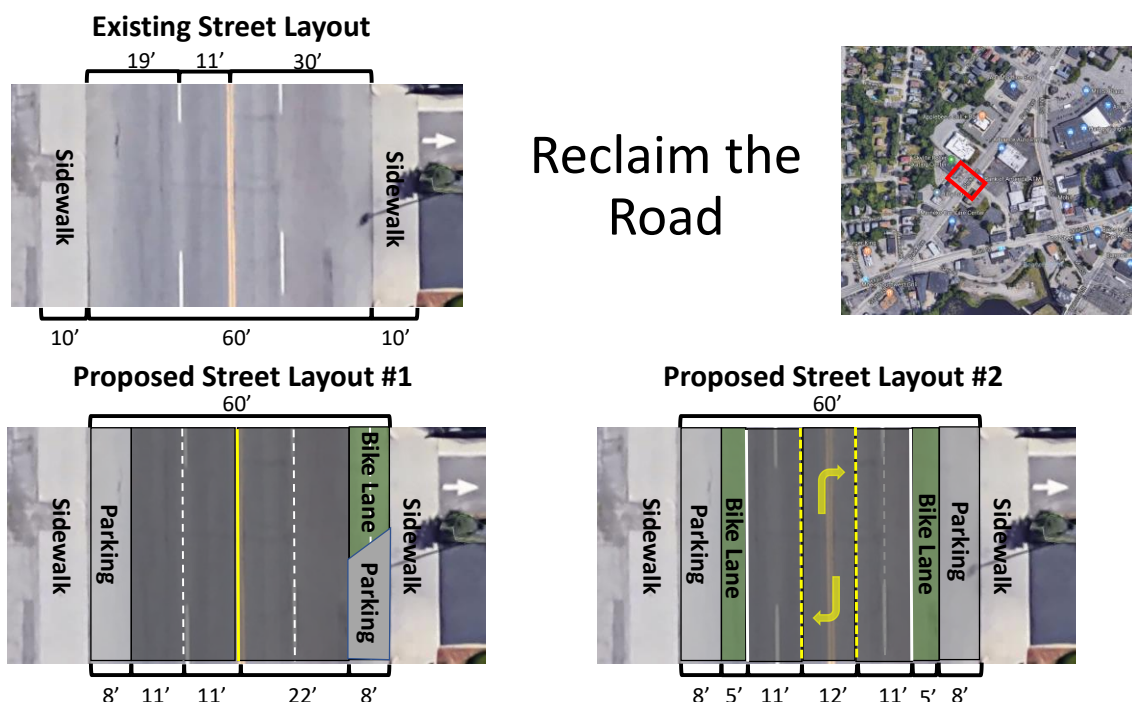 Existing Street Layout
19’ 11’ 30’
Sidewalk
Sidewalk
10’ 60’ 10’
Reclaim the
Road
Proposed Street Layout #1
60’
Sidewalk
Parking
Bike Lane
Parking
Sidewalk
8’ 11’ 11’ 22’ 8’
Proposed Street Layout #2
60’
Sidewalk
Parking
Bike Lane
Bike Lane
Parking
Sidewalk
8’ 5’ 11’ 12’ 11’ 5’ 8’